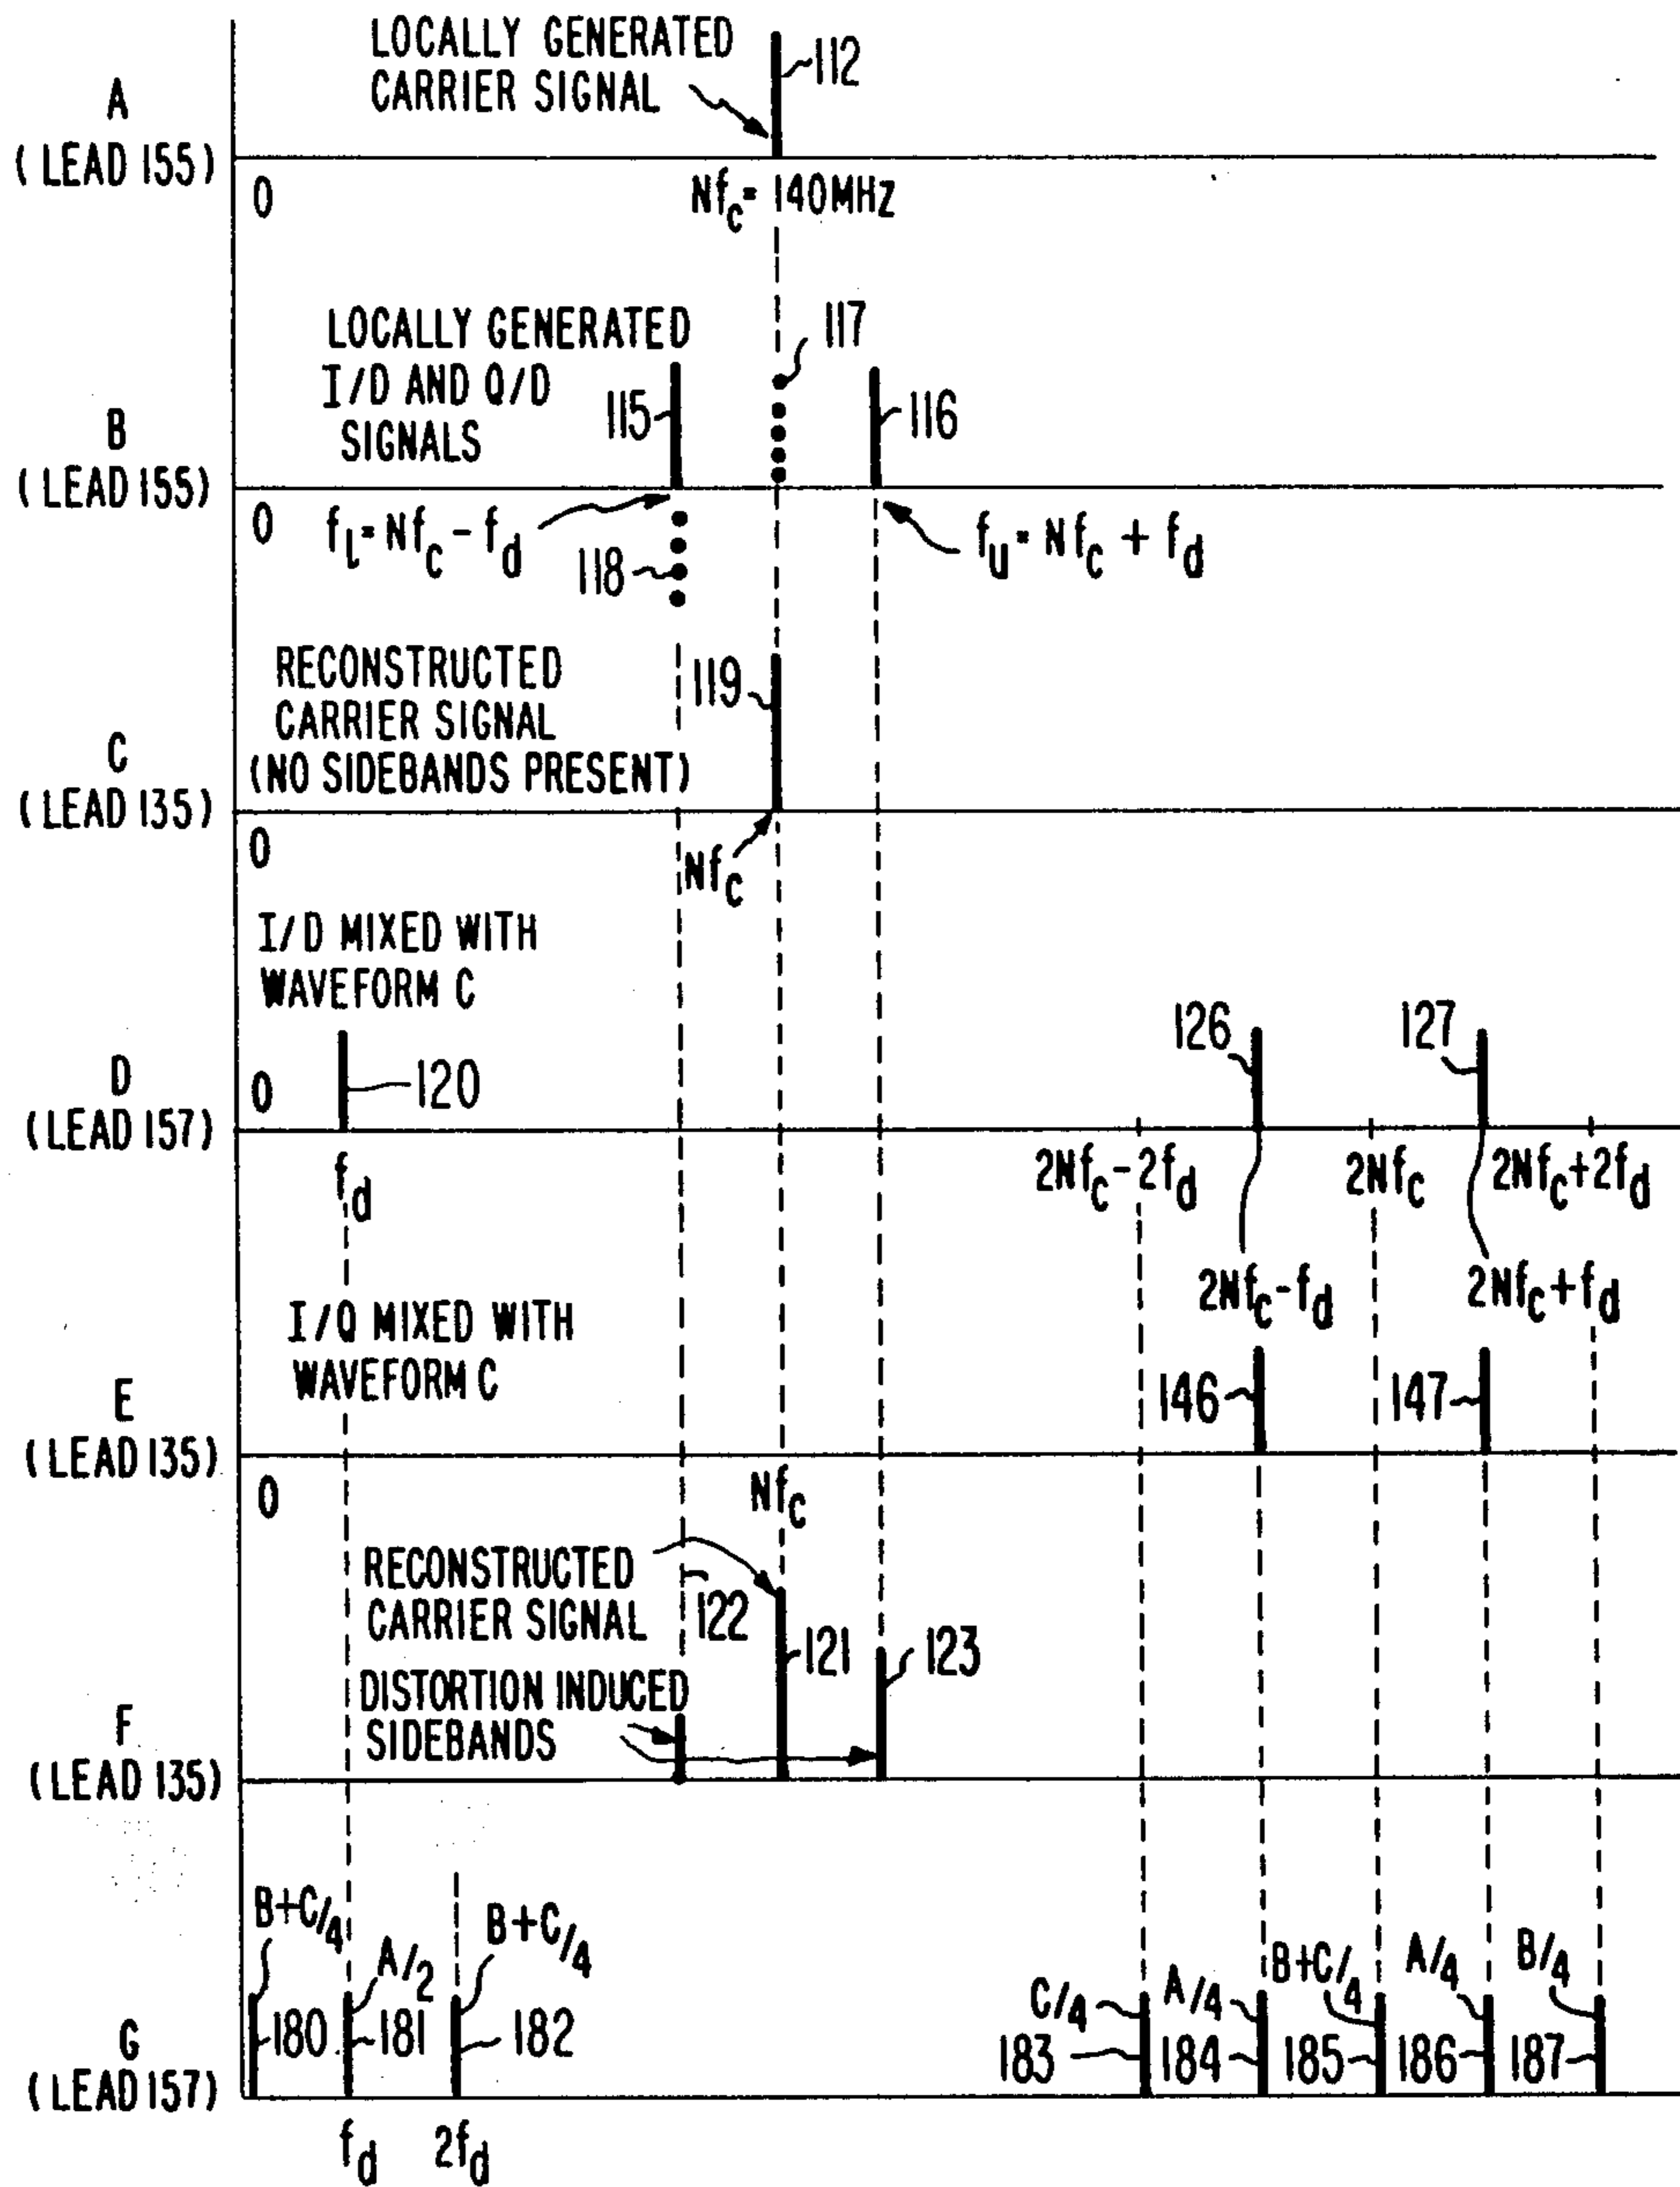 LOCALLY GENERATED
CARRIER SIGNAL
112
A
(LEAD 155)
0
Nfc = 140MHZ
LOCALLY GENERATED
I/D AND Q/D
SIGNALS
117
115
116
B
(LEAD 155)
0
fl = Nfc - fd
118
fu = Nfc + fd
RECONSTRUCTED
CARRIER SIGNAL
(NO SIDEBANDS PRESENT)
119
C
(LEAD 135)
0
Nfc
I/D MIXED WITH
WAVEFORM C
126
127
D
(LEAD 157)
0
120
fd
2Nfc-2fd
2Nfc
2Nfc+2fd
2Nfc-fd
2Nfc+fd
I/Q MIXED WITH
WAVEFORM C
146
147
E
(LEAD 135)
0
Nfc
RECONSTRUCTED
CARRIER SIGNAL
122
121
123
DISTORTION INDUCED
SIDEBANDS
F
(LEAD 135)
B+C/4
A/2
B+C/4
C/4
A/4
B+C/4
A/4
B/4
180
181
182
183
184
185
186
187
G
(LEAD 157)
fd
2fd